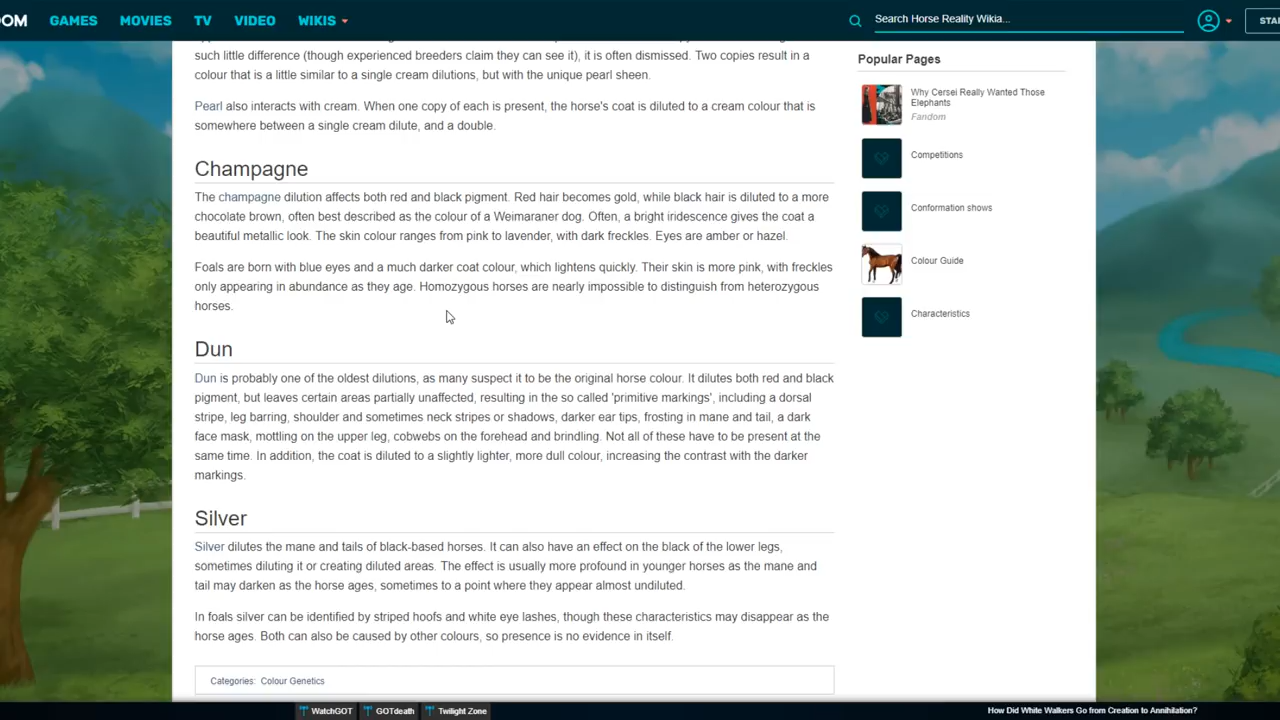 OOM GAMES MOVIES TV VIDEO WIKIS Search Horse Reality Wikia... STA
such little difference (though experienced breeders claim they can see it), it is often dismissed. Two copies result in a
colour that is a little similar to a single cream dilutions, but with the unique pearl sheen.
Pearl also interacts with cream. When one copy of each is present, the horse's coat is diluted to a cream colour that is
somewhere between a single cream dilute, and a double.
Champagne
The champagne dilution affects both red and black pigment. Red hair becomes gold, while black hair is diluted to a more
chocolate brown, often best described as the colour of a Weimaraner dog. Often, a bright iridescence gives the coat a
beautiful metallic look. The skin colour ranges from pink to lavender, with dark freckles. Eyes are amber or hazel.
Foals are born with blue eyes and a much darker coat colour, which lightens quickly. Their skin is more pink, with freckles
only appearing in abundance as they age. Homozygous horses are nearly impossible to distinguish from heterozygous
horses.
Dun
Dun is probably one of the oldest dilutions, as many suspect it to be the original horse colour. It dilutes both red and black
pigment, but leaves certain areas partially unaffected, resulting in the so called 'primitive markings', including a dorsal
stripe, leg barring, shoulder and sometimes neck stripes or shadows, darker ear tips, frosting in mane and tail, a dark
face mask, mottling on the upper leg, cobwebs on the forehead and brindling. Not all of these have to be present at the
same time. In addition, the coat is diluted to a slightly lighter, more dull colour, increasing the contrast with the darker
markings.
Silver
Silver dilutes the mane and tails of black-based horses. It can also have an effect on the black of the lower legs,
sometimes diluting it or creating diluted areas. The effect is usually more profound in younger horses as the mane and
tail may darken as the horse ages, sometimes to a point where they appear almost undiluted.
In foals silver can be identified by striped hoofs and white eye lashes, though these characteristics may disappear as the
horse ages. Both can also be caused by other colours, so presence is no evidence in itself.
Categories: Colour Genetics
Popular Pages
Why Cersei Really Wanted Those
Elephants
Fandom
Competitions
Conformation shows
Colour Guide
Characteristics
WatchGOT GOTdeath Twilight Zone How Did White Walkers Go from Creation to Annihilation?